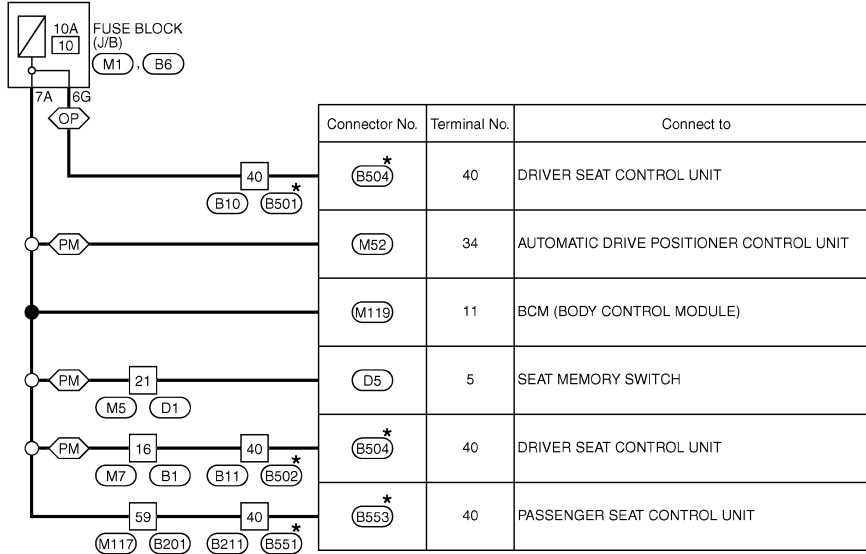 10A FUSE BLOCK
10 (J/B)
M1 , B6
7A 6G
OP
Connector No. Terminal No. Connect to
40 B504 * 40 DRIVER SEAT CONTROL UNIT
B10 B501 *
PM M52 34 AUTOMATIC DRIVE POSITIONER CONTROL UNIT
M119 11 BCM (BODY CONTROL MODULE)
PM 21 D5 5 SEAT MEMORY SWITCH
M5 D1
PM 16 40 B504 * 40 DRIVER SEAT CONTROL UNIT
M7 B1 B11 B502 *
59 40 B553 * 40 PASSENGER SEAT CONTROL UNIT
M117 B201 B211 B551 *